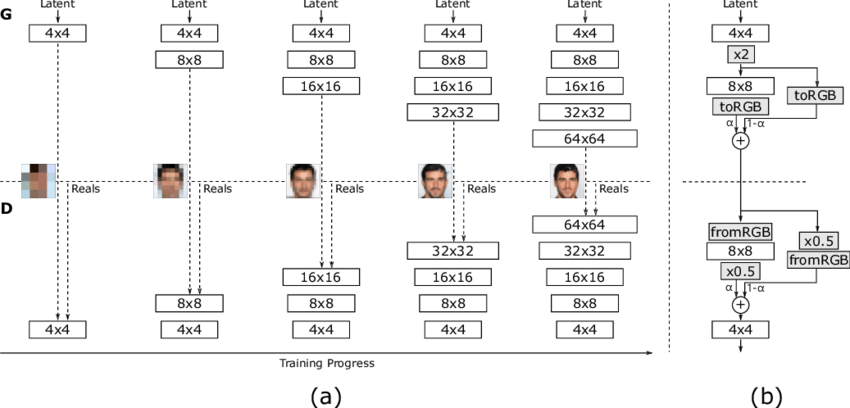 Latent Latent Latent Latent Latent Latent
G 4x4 4x4 4x4 4x4 4x4 4x4
x2
8x8 8x8 8x8 8x8 8x8 toRGB
16x16 16x16 16x16 toRGB
α 1-α
32x32 32x32
+
64x64
Reals Reals Reals Reals Reals
D
64x64 fromRGB
x0.5
32x32 32x32 8x8 fromRGB
16x16 16x16 16x16 x0.5
α 1-α
8x8 8x8 8x8 8x8 +
4x4 4x4 4x4 4x4 4x4 4x4
Training Progress
(a) (b)